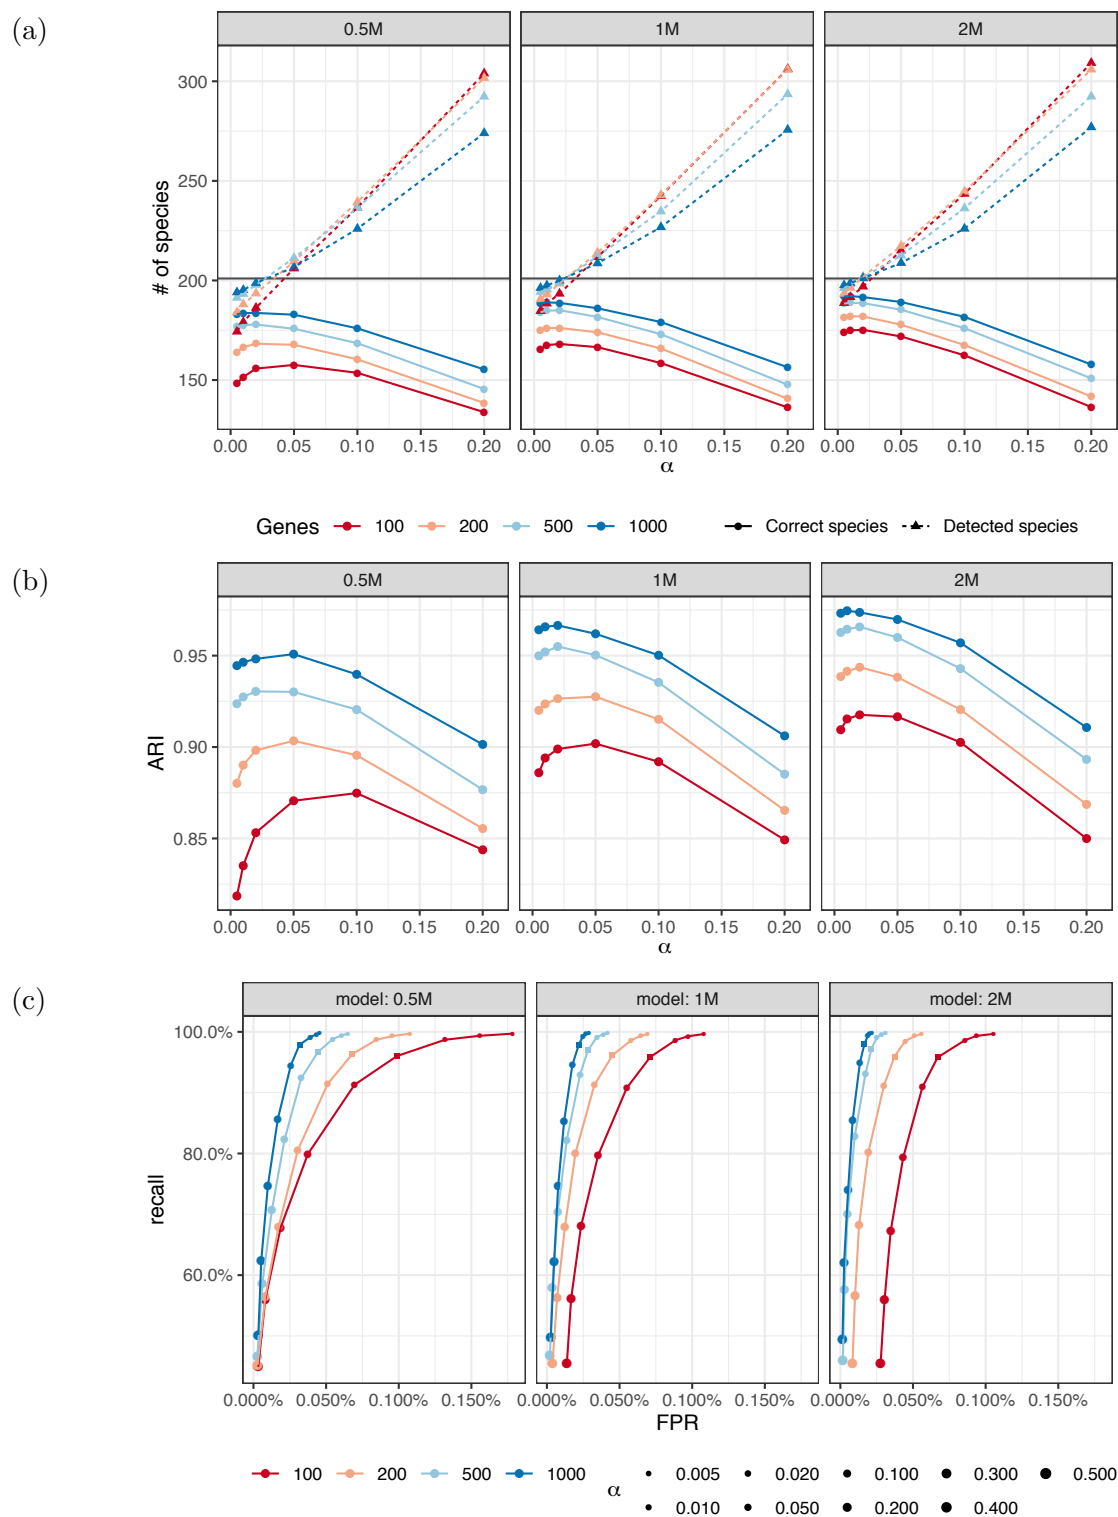 (a)
0.5M 1M 2M
# of species
300
250
200
150
0.00 0.05 0.10 0.15 0.20 0.00 0.05 0.10 0.15 0.20 0.00 0.05 0.10 0.15 0.20
α
Genes 100 200 500 1000 Correct species Detected species
(b)
0.5M 1M 2M
ARI
0.95
0.90
0.85
0.00 0.05 0.10 0.15 0.20 0.00 0.05 0.10 0.15 0.20 0.00 0.05 0.10 0.15 0.20
α
(c)
model: 0.5M model: 1M model: 2M
recall
100.0%
80.0%
60.0%
0.000% 0.050% 0.100% 0.150% 0.000% 0.050% 0.100% 0.150% 0.000% 0.050% 0.100% 0.150%
FPR
100 200 500 1000 α 0.005 0.020 0.100 0.300 0.500
0.010 0.050 0.200 0.400